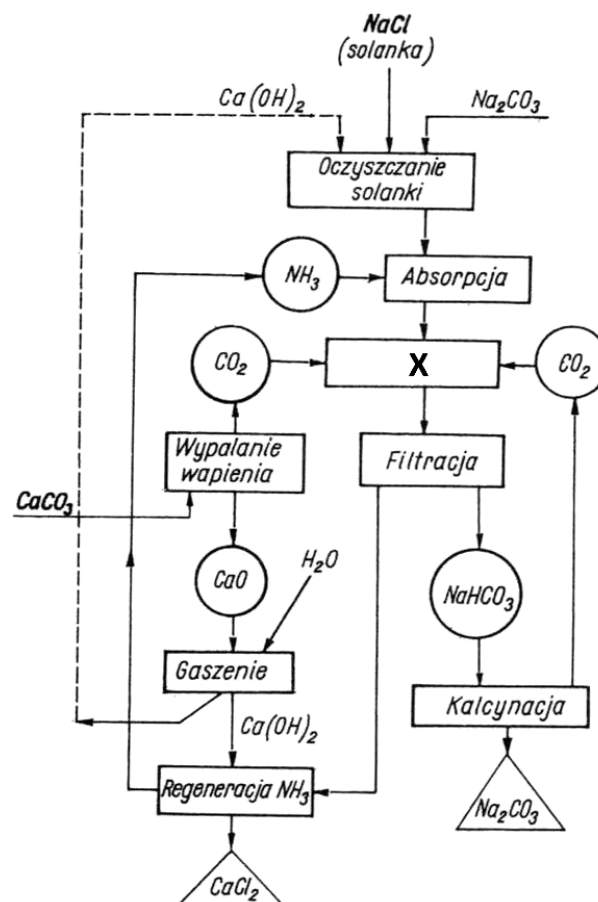 NaCl
(solanka)
Ca(OH)₂
Na₂CO₃
Oczyszczanie
solanki
NH₃
Absorpcja
CO₂
X
CO₂
Wypalanie
wapienia
Filtracja
CaCO₃
CaO
H₂O
NaHCO₃
Gaszenie
Kalcynacja
Ca(OH)₂
Regeneracja NH₃
Na₂CO₃
CaCl₂